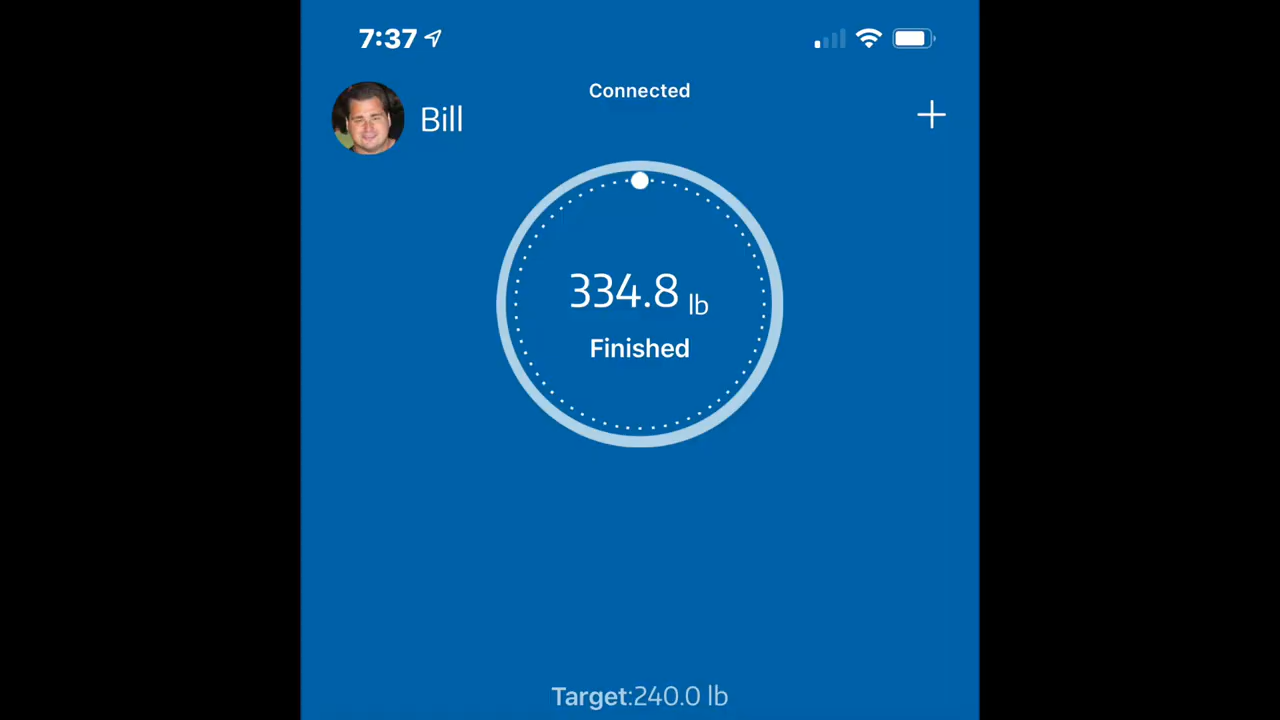 7:37
Connected
Bill
334.8 lb
Finished
Target:240.0 lb